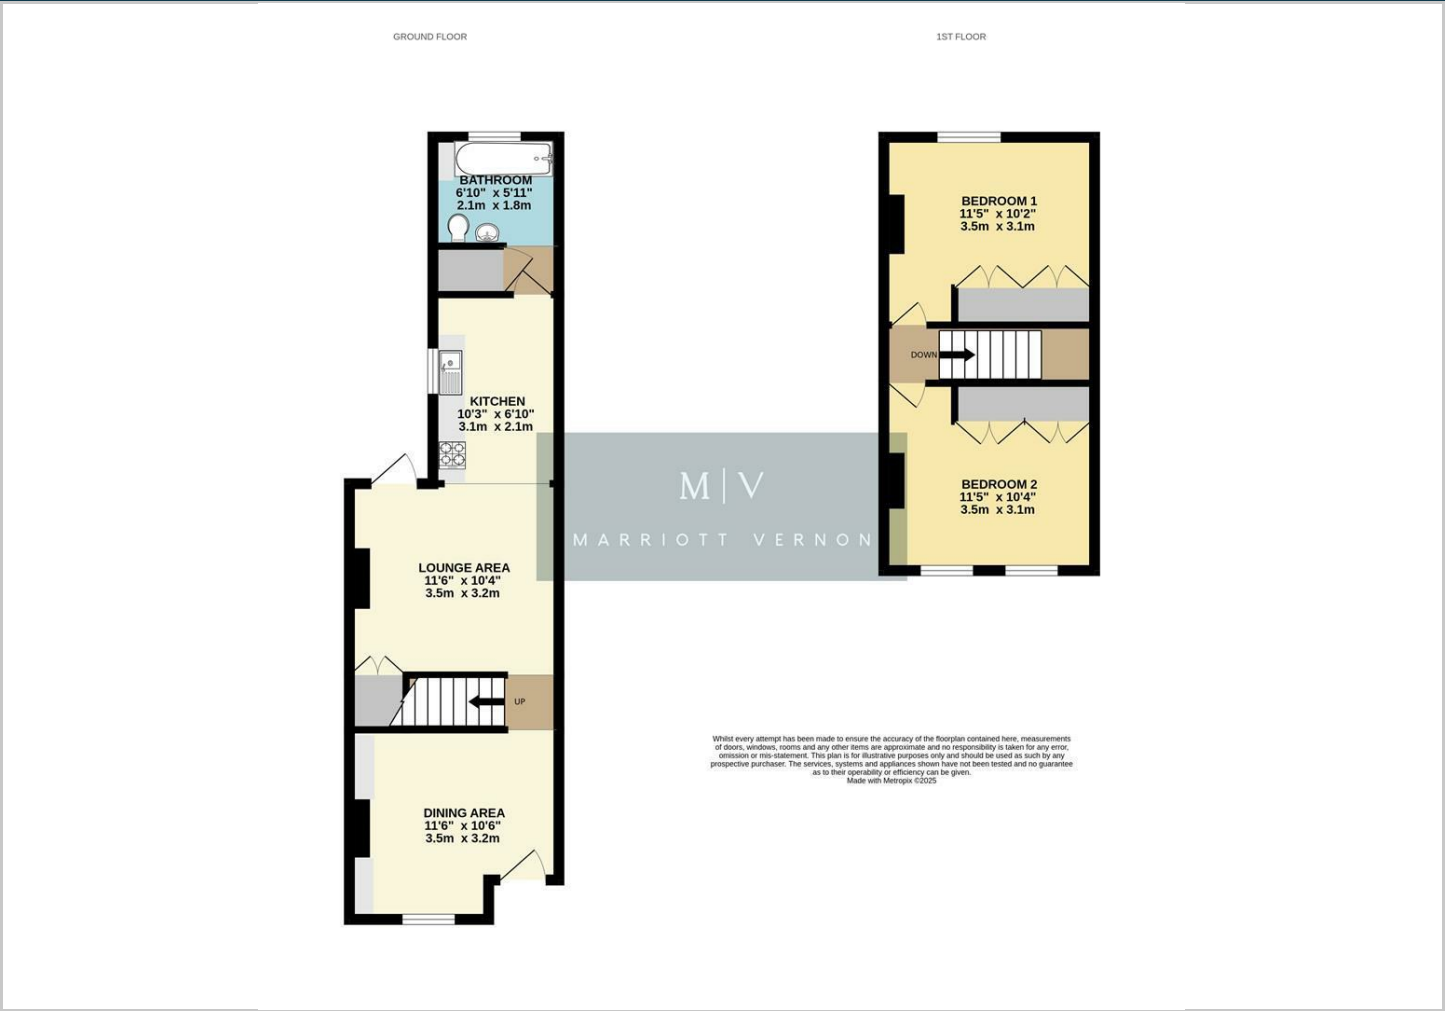 GROUND FLOOR
BATHROOM
6'10" x 5'11"
2.1m x 1.8m
KITCHEN
10'3" x 6'10"
3.1m x 2.1m
LOUNGE AREA
11'6" x 10'4"
3.5m x 3.2m
UP
DINING AREA
11'6" x 10'6"
3.5m x 3.2m
1ST FLOOR
BEDROOM 1
11'5" x 10'2"
3.5m x 3.1m
DOWN
BEDROOM 2
11'5" x 10'4"
3.5m x 3.1m
M|V
MARRIOTT VERNON
Whilst every attempt has been made to ensure the accuracy of the floorplan contained here, measurements
of doors, windows, rooms and any other items are approximate and no responsibility is taken for any error,
omission or mis-statement. This plan is for illustrative purposes only and should be used as such by any
prospective purchaser. The services, systems and appliances shown have not been tested and no guarantee
as to their operability or efficiency can be given.
Made with Metropix ©2025